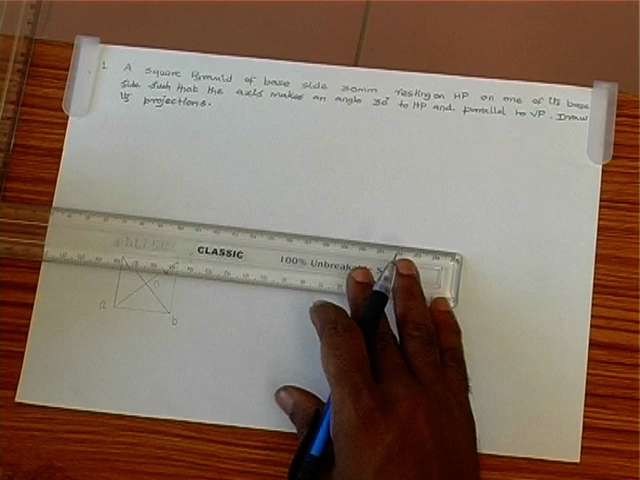 1 A square Pyramid of base side 30mm, resting on HP on one of its base
side such that the axis makes an angle 30° to HP and parallel to VP. Draw
its projections.
CLASSIC 100% Unbreakable
a
b
o